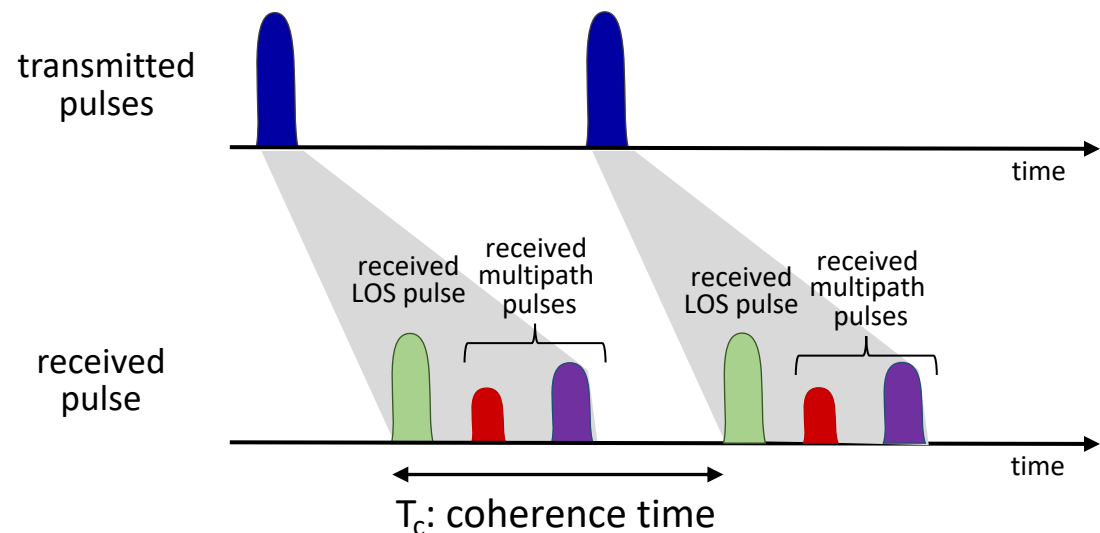 transmitted
pulses
time
received
LOS pulse
received
multipath
pulses
received
LOS pulse
received
multipath
pulses
received
pulse
time
T_c: coherence time